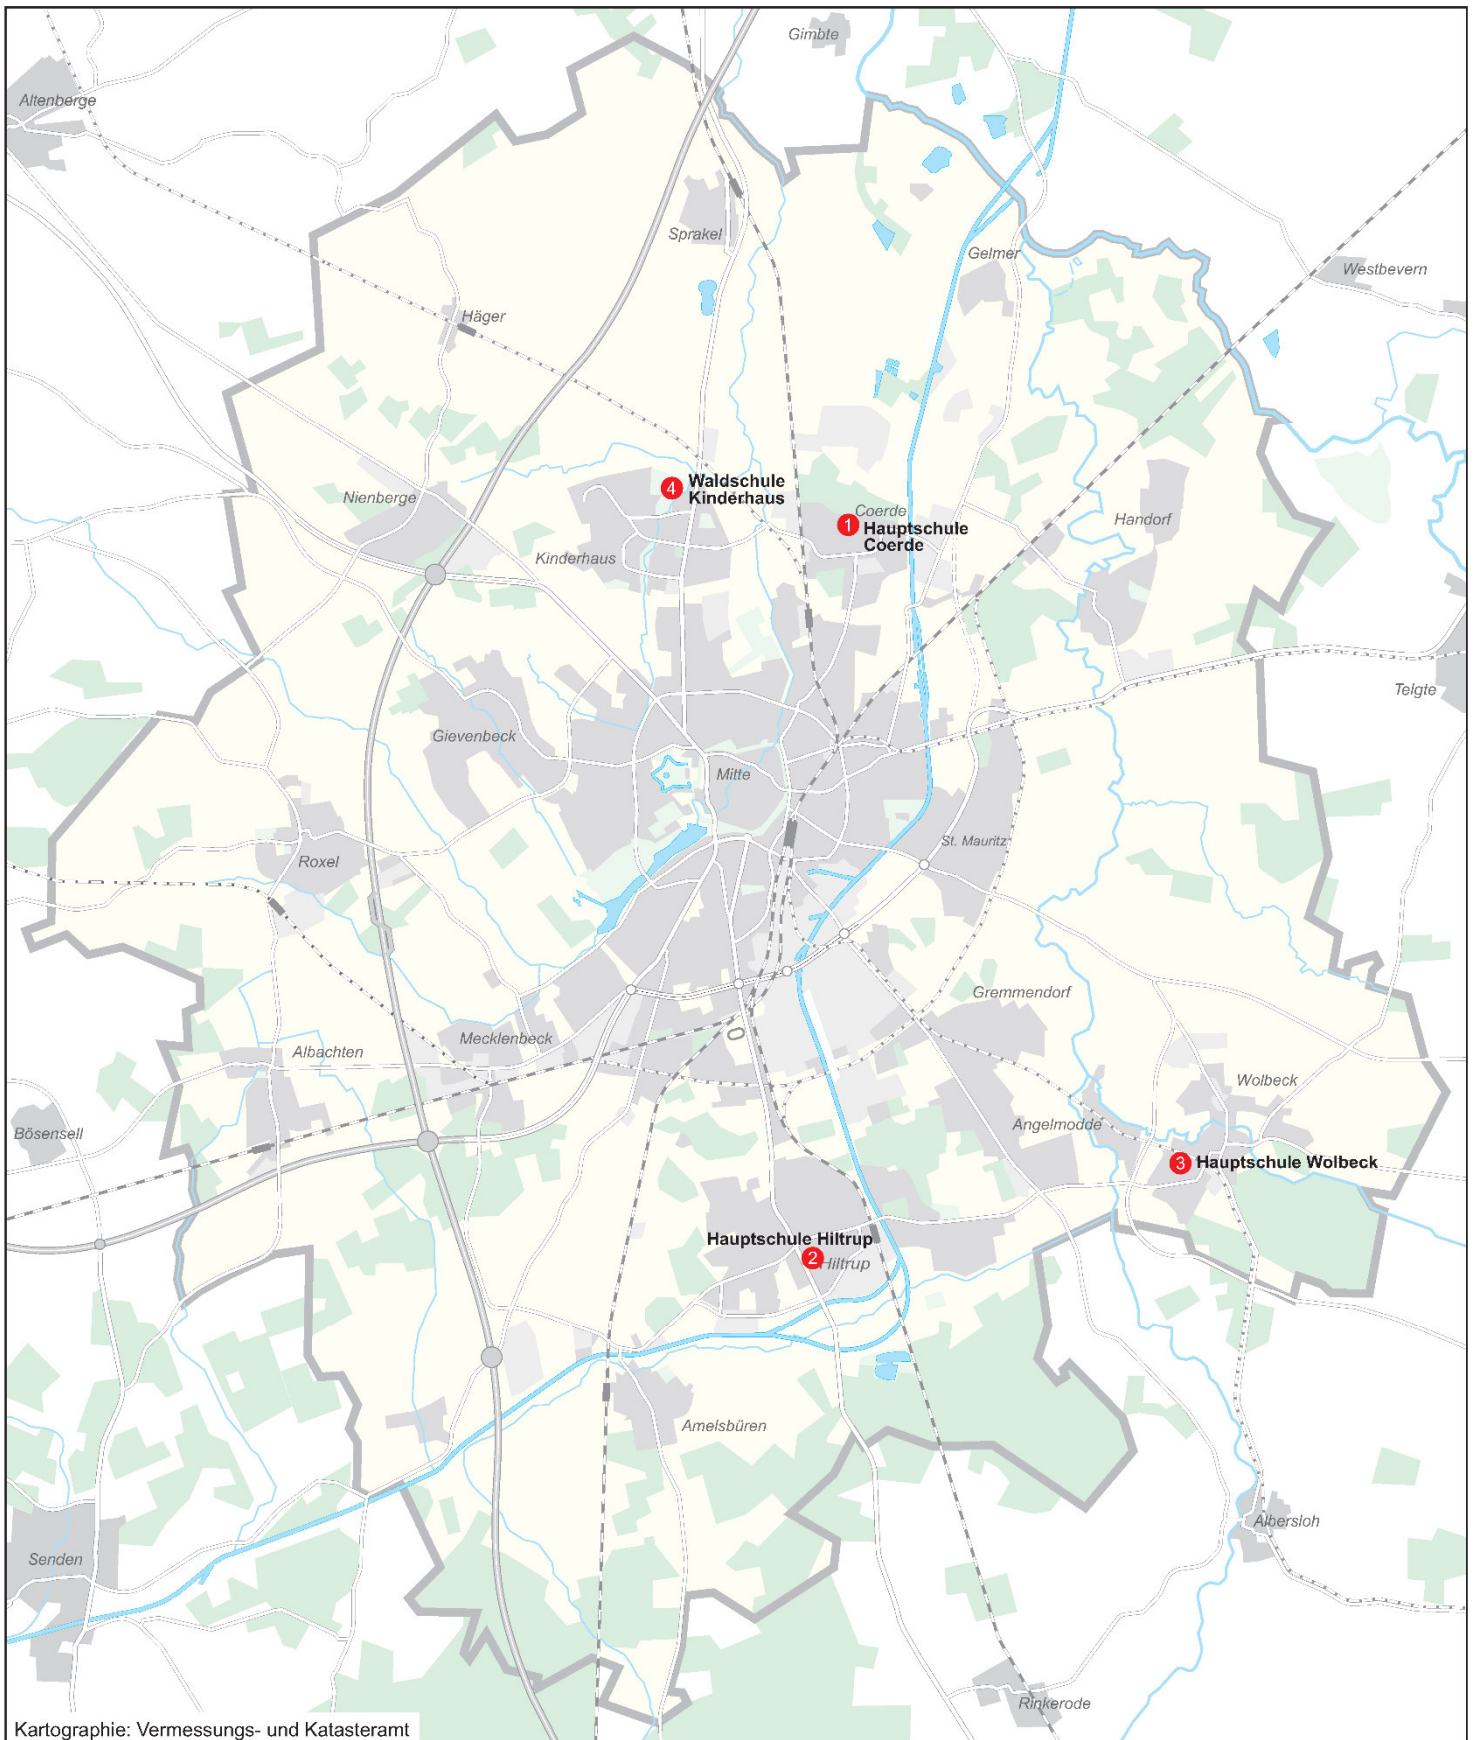 Gimbte
Altenberge
Sprakel
Gelmer
Westbevern
Häger
4 Waldschule
Kinderhaus
Nienberge
Coerde
1 Hauptschule
Coerde
Handorf
Kinderhaus
Telgte
Gievenbeck
Mitte
St. Mauritz
Roxel
Gremmendorf
Mecklenbeck
Albachten
Wolbeck
Angelmodde
Bösensell
3 Hauptschule Wolbeck
Hauptschule Hiltrup
2 Hiltrup
Amelsbüren
Albersloh
Senden
Rinkerode
Kartographie: Vermessungs- und Katasteramt